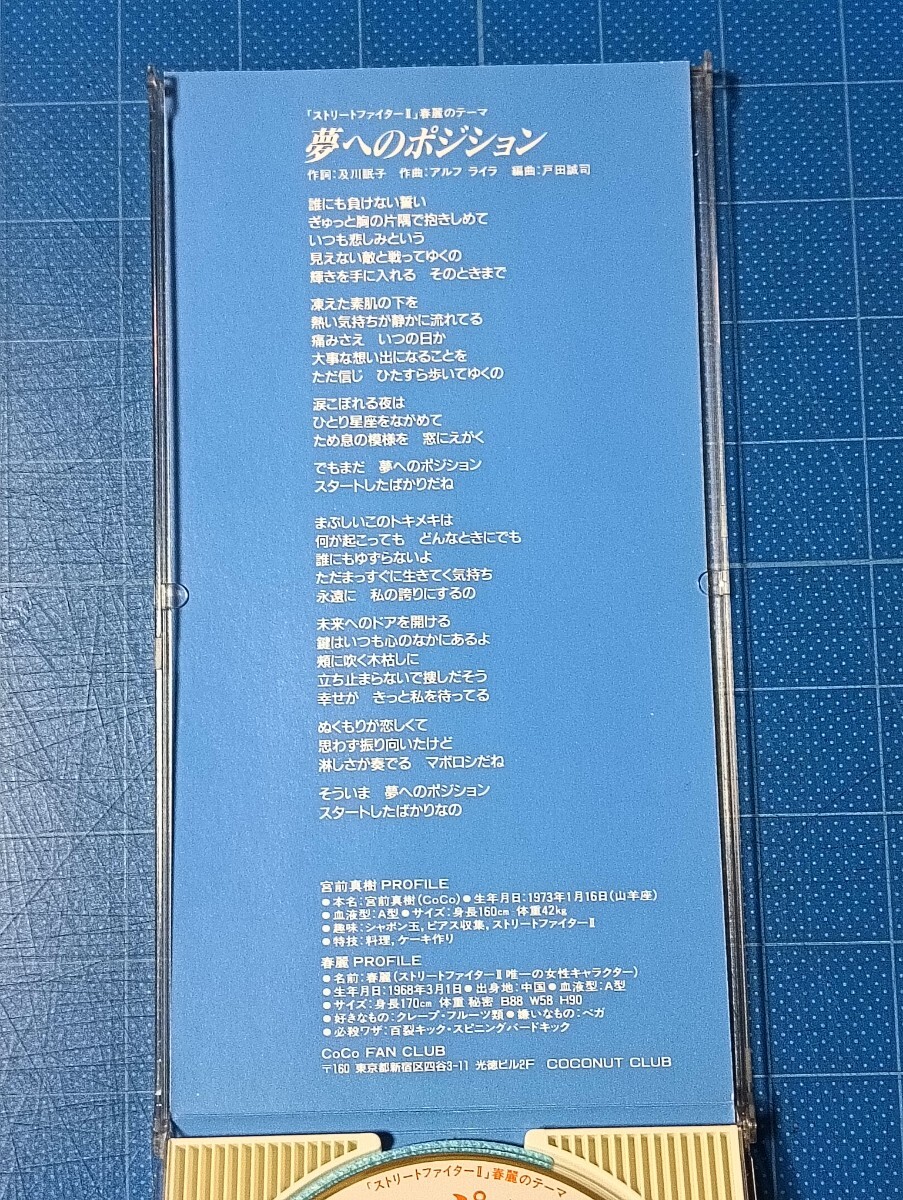 「ストリートファイターⅡ」春麗のテーマ
夢へのポジション
作詞:及川眠子 作曲:アルフ ライラ 編曲:戸田誠司
誰にも負けない誓い
ぎゅっと胸の片隅で抱きしめて
いつも悲しみという
見えない敵と戦ってゆくの
輝きを手に入れる そのときまで
凍えた素肌の下を
熱い気持ちが静かに流れてる
痛みさえ いつの日か
大事な想い出になることを
ただ信じ ひたすら歩いてゆくの
涙こぼれる夜は
ひとり星座をながめて
ため息の模様を 窓にえがく
でもまだ 夢へのポジション
スタートしたばかりだね
まぶしいこのトキメキは
何が起こっても どんなときにでも
誰にもゆずらないよ
ただまっすぐに生きてく気持ち
永遠に 私の誇りにするの
未来へのドアを開ける
鍵はいつも心のなかにあるよ
頬に吹く木枯しに
立ち止まらないで捜しだそう
幸せが きっと私を待ってる
ぬくもりが恋しくて
思わず振り向いたけど
淋しさが奏でる マボロシだね
そういま 夢へのポジション
スタートしたばかりなの
宮前真樹 PROFILE
●本名:宮前真樹(CoCo)●生年月日:1973年1月16日(山羊座)
●血液型:A型●サイズ:身長160cm 体重42kg
●趣味:シャボン玉,ピアス収集,ストリートファイターⅡ
●特技:料理,ケーキ作り
春麗 PROFILE
●名前:春麗(ストリートファイターⅡ 唯一の女性キャラクター)
●生年月日:1968年3月1日●出身地:中国●血液型:A型
●サイズ:身長170cm 体重 秘密 B88 W58 H90
●好きなもの:クレープ・フルーツ類●嫌いなもの:ベガ
●必殺ワザ:百裂キック・スピニングバードキック
CoCo FAN CLUB
〒160 東京都新宿区四谷3-11 光徳ビル2F COCONUT CLUB
「ストリートファイターⅡ」春麗のテーマ